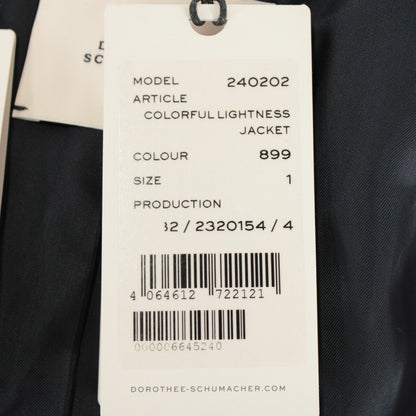 D
SC
MODEL 240202
ARTICLE
COLORFUL LIGHTNESS
JACKET
COLOUR 899
SIZE 1
PRODUCTION
32 / 2320154 / 4
4 064612 722121
000006645240
DOROTHEE-SCHUMACHER.COM